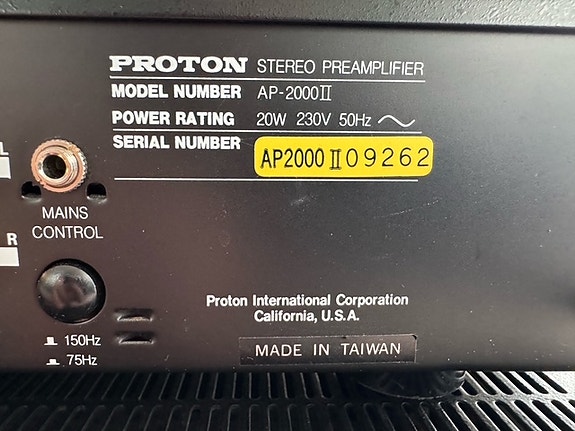 PROTON STEREO PREAMPLIFIER
MODEL NUMBER AP-2000II
POWER RATING 20W 230V 50Hz ~
SERIAL NUMBER AP2000 II 09262
L
MAINS
CONTROL
R
150Hz
75Hz
Proton International Corporation
California, U.S.A.
MADE IN TAIWAN